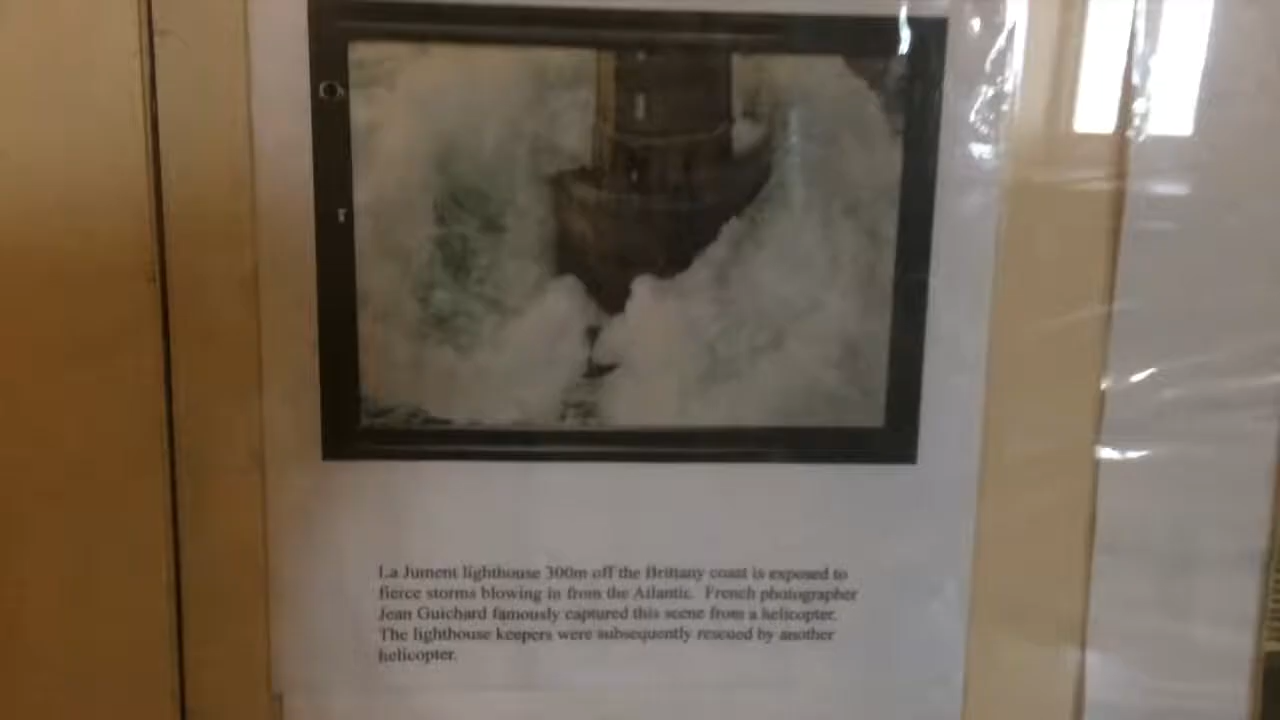 La Jument lighthouse 300m off the Brittany coast is exposed to
fierce storms blowing in from the Atlantic. French photographer
Jean Guichard famously captured this scene from a helicopter.
The lighthouse keepers were subsequently rescued by another
helicopter.